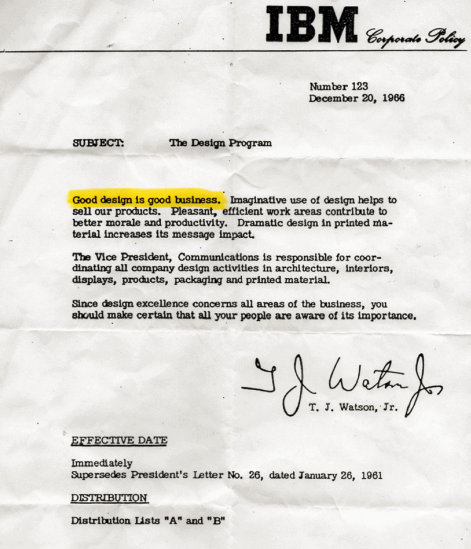 IBM Corporate Policy
Number 123
December 20, 1966
SUBJECT: The Design Program
Good design is good business. Imaginative use of design helps to
sell our products. Pleasant, efficient work areas contribute to
better morale and productivity. Dramatic design in printed ma-
terial increases its message impact.
The Vice President, Communications is responsible for coor-
dinating all company design activities in architecture, interiors,
displays, products, packaging and printed material.
Since design excellence concerns all areas of the business, you
should make certain that all your people are aware of its importance.
T J Watson Jr
T. J. Watson, Jr.
EFFECTIVE DATE
Immediately
Supersedes President's Letter No. 26, dated January 26, 1961
DISTRIBUTION
Distribution Lists "A" and "B"